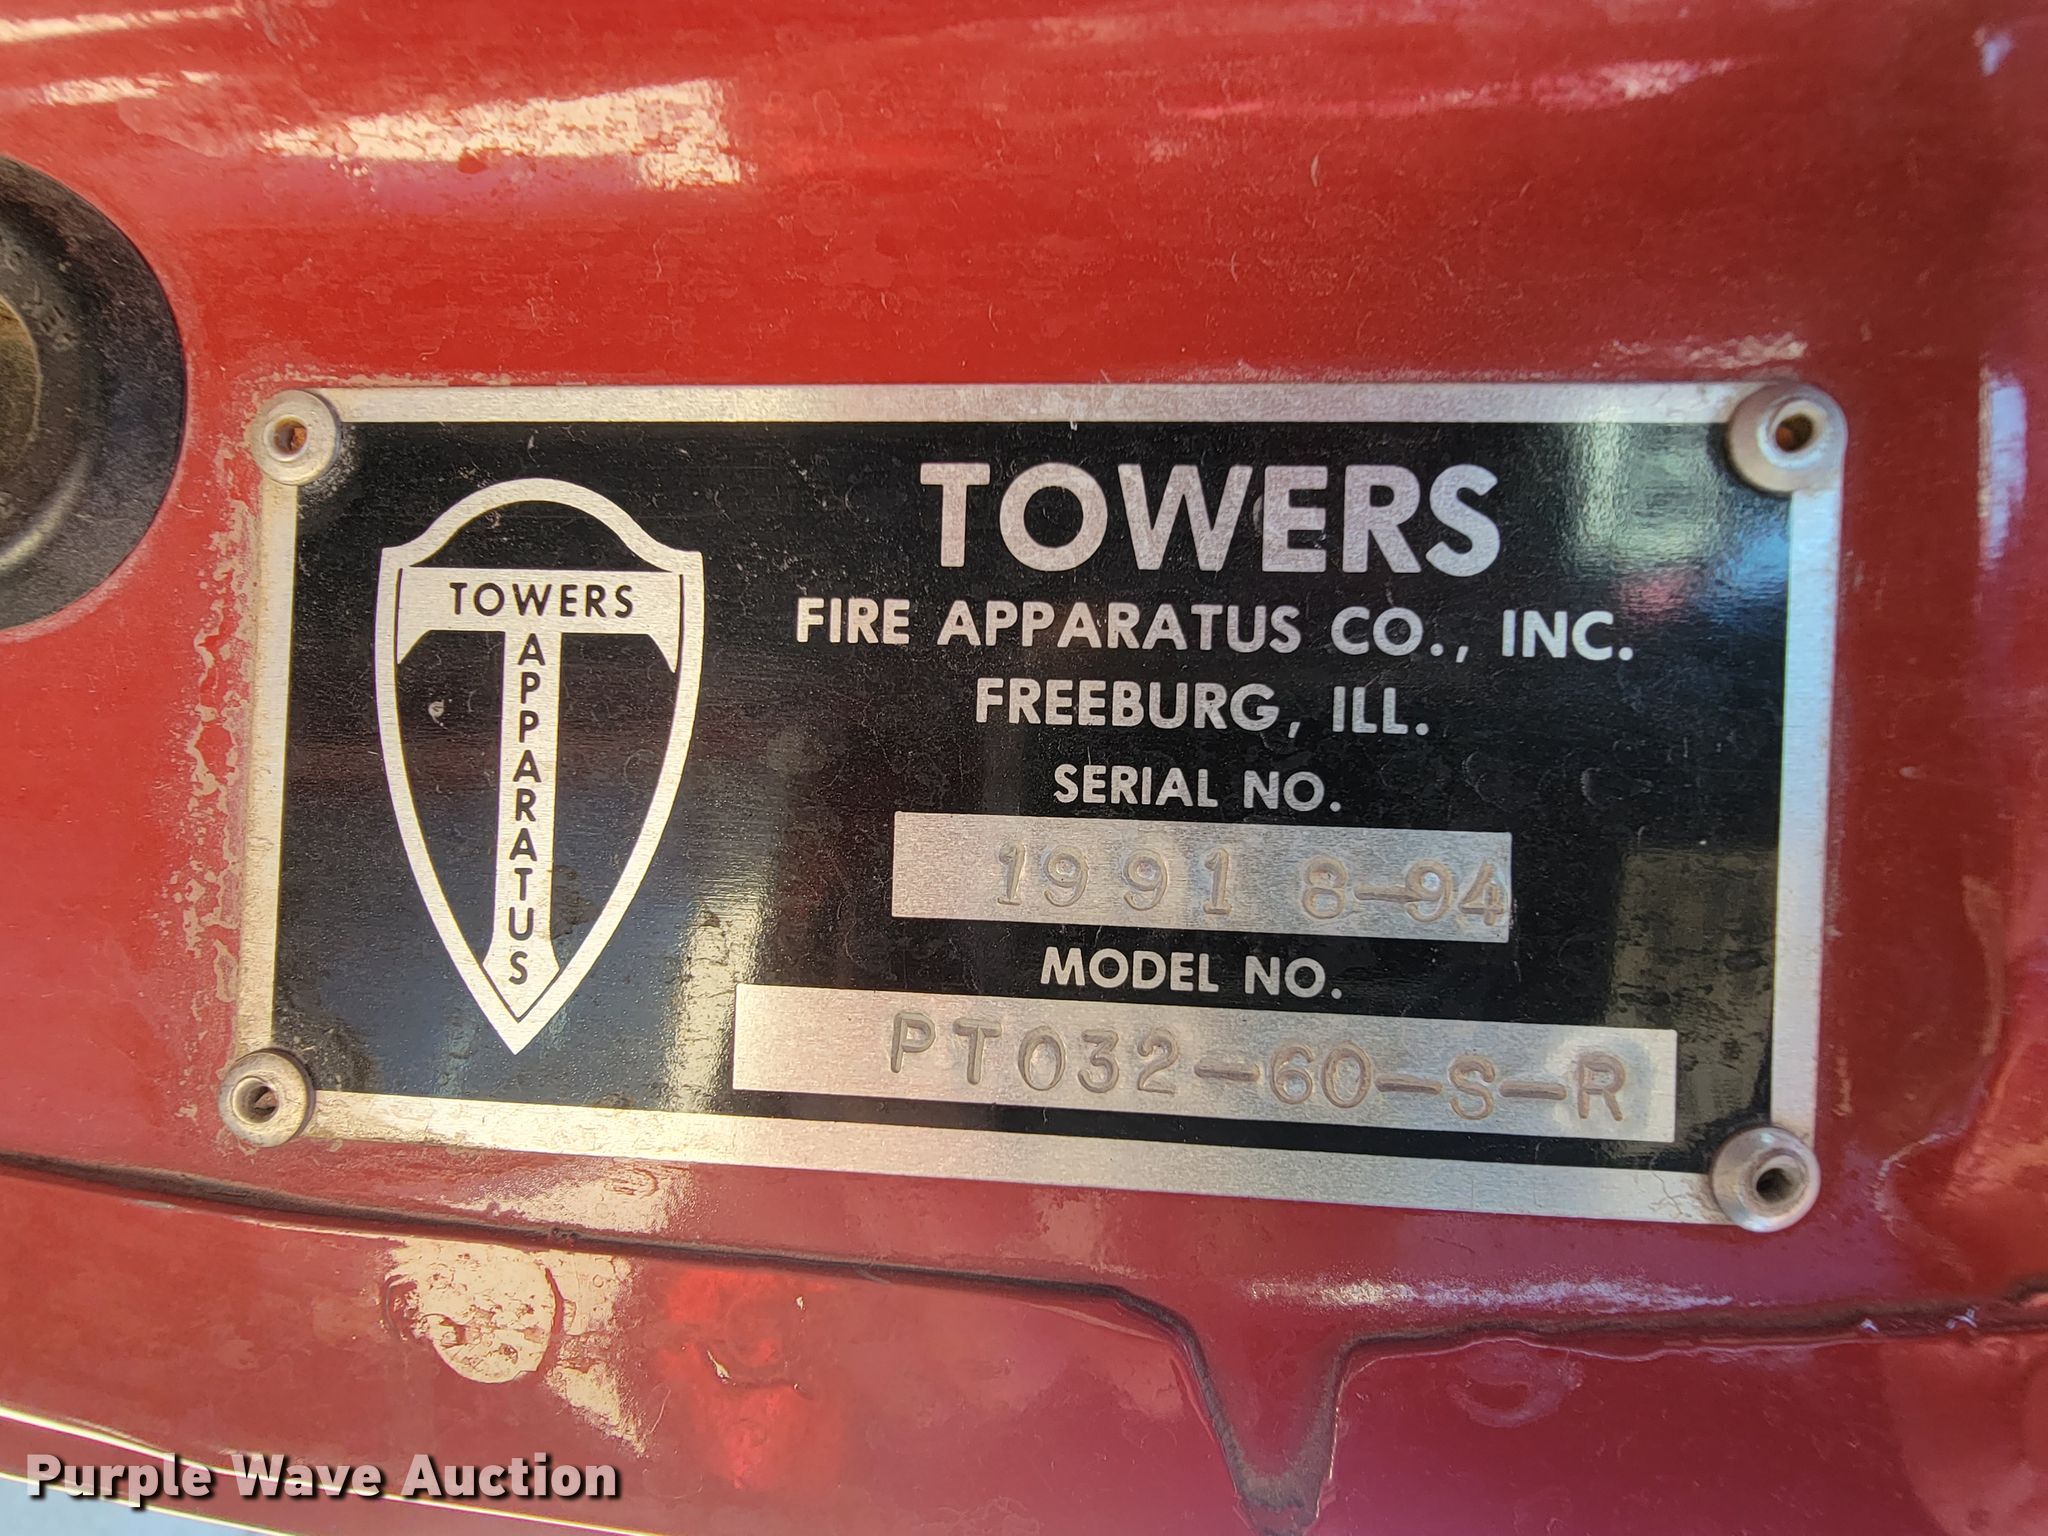 TOWERS
APPARATUS
TOWERS
FIRE APPARATUS CO., INC.
FREEBURG, ILL.
SERIAL NO.
1991 8-94
MODEL NO.
PT032-60-S-R
Purple Wave Auction